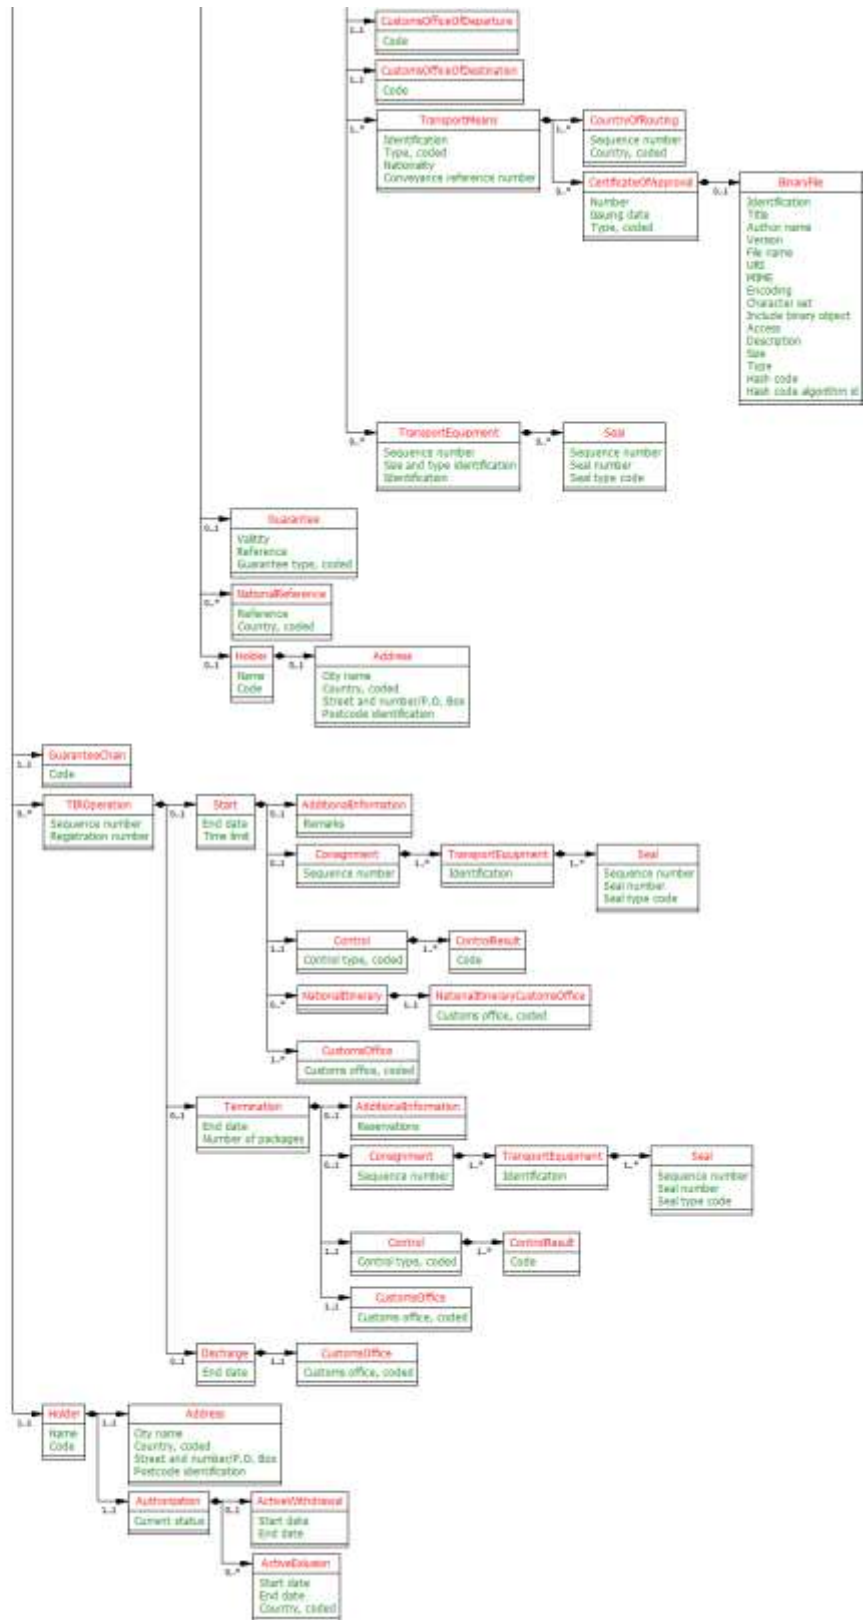 CustomsOfficeOfDeparture
1..1
Code
CustomsOfficeOfDestination
1..1
Code
TransportMeans
1..*
Identification
Type, coded
Nationality
Conveyance reference number
CountryOfRouting
1..*
Sequence number
Country, coded
CertificateOfApproval
0..*
Number
Issuing date
Type, coded
BinaryFile
0..1
Identification
Title
Author name
Version
File name
URI
MIME
Encoding
Character set
Include binary object
Access
Description
Size
Type
Hash code
Hash code algorithm id
TransportEquipment
0..*
Sequence number
Size and type identification
Identification
Seal
0..*
Sequence number
Seal number
Seal type code
Guarantee
0..1
Validity
Reference
Guarantee type, coded
NationalReference
0..*
Reference
Country, coded
Holder
0..1
Name
Code
Address
0..1
City name
Country, coded
Street and number/P.O. Box
Postcode identification
GuaranteeChain
1..1
Code
TIROperation
0..*
Sequence number
Registration number
Start
0..1
End date
Time limit
AdditionalInformation
0..1
Remarks
Consignment
0..1
Sequence number
TransportEquipment
1..*
Identification
Seal
1..*
Sequence number
Seal number
Seal type code
Control
1..1
Control type, coded
ControlResult
1..*
Code
NationalItinerary
0..*
NationalItineraryCustomsOffice
1..1
Customs office, coded
CustomsOffice
1..*
Customs office, coded
Termination
0..1
End date
Number of packages
AdditionalInformation
0..1
Reservations
Consignment
0..1
Sequence number
TransportEquipment
1..*
Identification
Seal
1..*
Sequence number
Seal number
Seal type code
Control
1..1
Control type, coded
ControlResult
1..*
Code
CustomsOffice
1..1
Customs office, coded
Discharge
0..1
End date
CustomsOffice
1..1
Customs office, coded
Holder
1..1
Name
Code
Address
1..1
City name
Country, coded
Street and number/P.O. Box
Postcode identification
Authorization
1..1
Current status
ActiveWithdrawal
0..1
Start date
End date
ActiveExlusion
0..*
Start date
End date
Country, coded